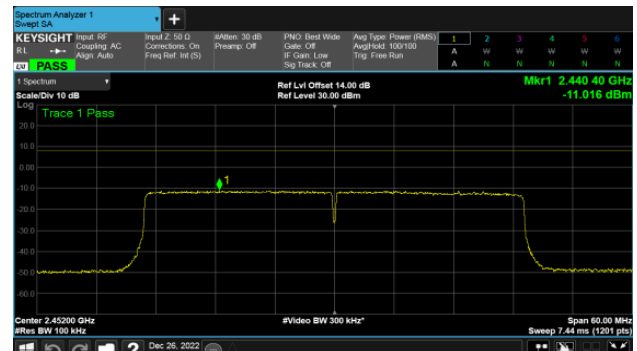 Spectrum Analyzer 1
Swept SA
+
KEYSIGHT Input: RF Input Z: 50 Ω #Atten: 30 dB PNO: Best Wide Avg Type: Power (RMS) 1 2 3 4 5 6
RL Coupling: AC Corrections: On Preamp: Off Gate: Off Avg|Hold: 100/100 A W W W W W
Align: Auto Freq Ref: Int (S) IF Gain: Low Trig: Free Run
LXI PASS Sig Track: Off A N N N N N
1 Spectrum Ref Lvl Offset 14.00 dB Mkr1 2.440 40 GHz
Scale/Div 10 dB Ref Level 30.00 dBm -11.016 dBm
Log
Trace 1 Pass
20.0
10.0
0.00
1
-10.0
-20.0
-30.0
-40.0
-50.0
-60.0
Center 2.45200 GHz #Video BW 300 kHz* Span 60.00 MHz
#Res BW 100 kHz Sweep 7.44 ms (1201 pts)
? Dec 26, 2022